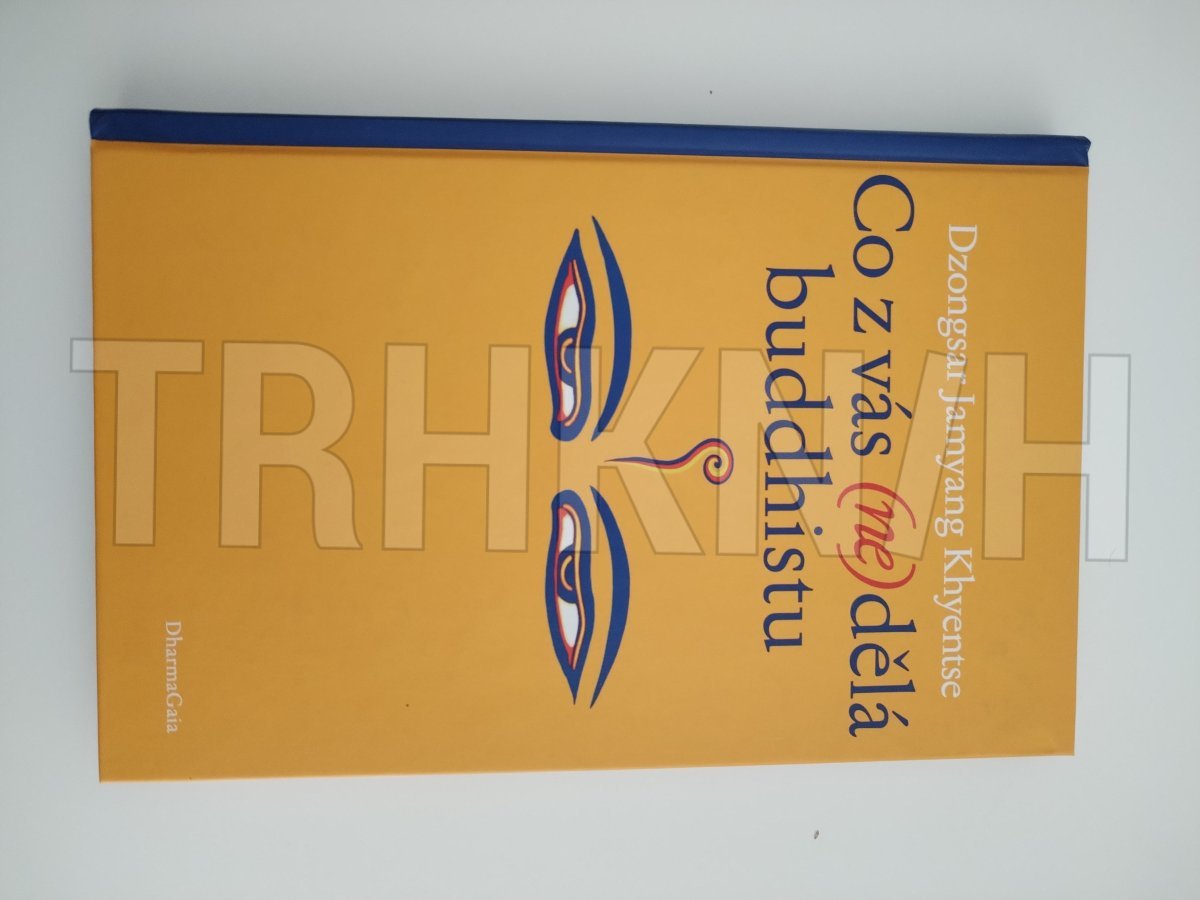 Dzongsar Jamyang Khyentse
Co z vás (ne)dělá
buddhistu
DharmaGaia
TRHKNIH